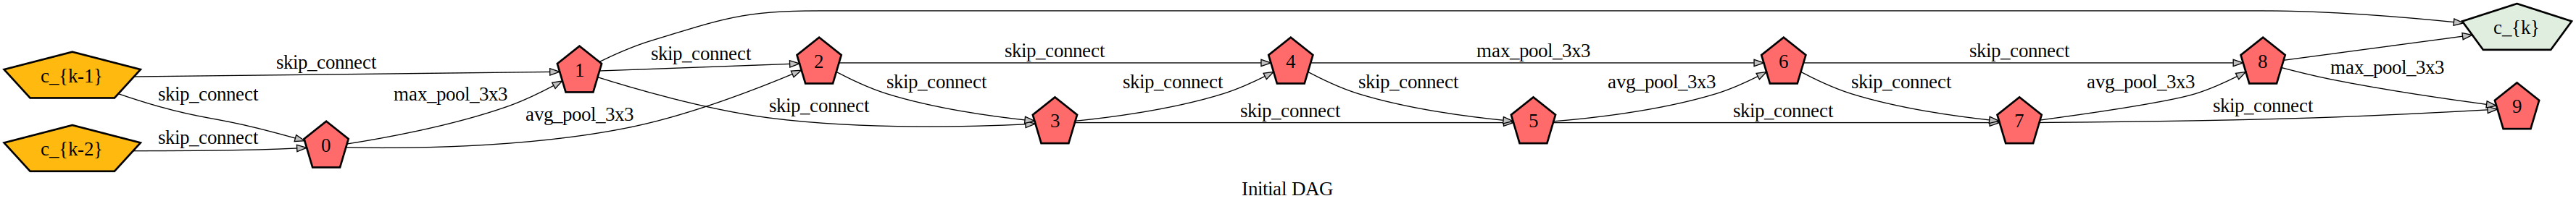 c_{k}
skip_connect
skip_connect
skip_connect
max_pool_3x3
skip_connect
c_{k-1}
1
2
4
6
8
max_pool_3x3
skip_connect
max_pool_3x3
skip_connect
skip_connect
skip_connect
avg_pool_3x3
skip_connect
avg_pool_3x3
avg_pool_3x3
skip_connect
skip_connect
skip_connect
skip_connect
9
c_{k-2}
skip_connect
0
3
5
7
Initial DAG